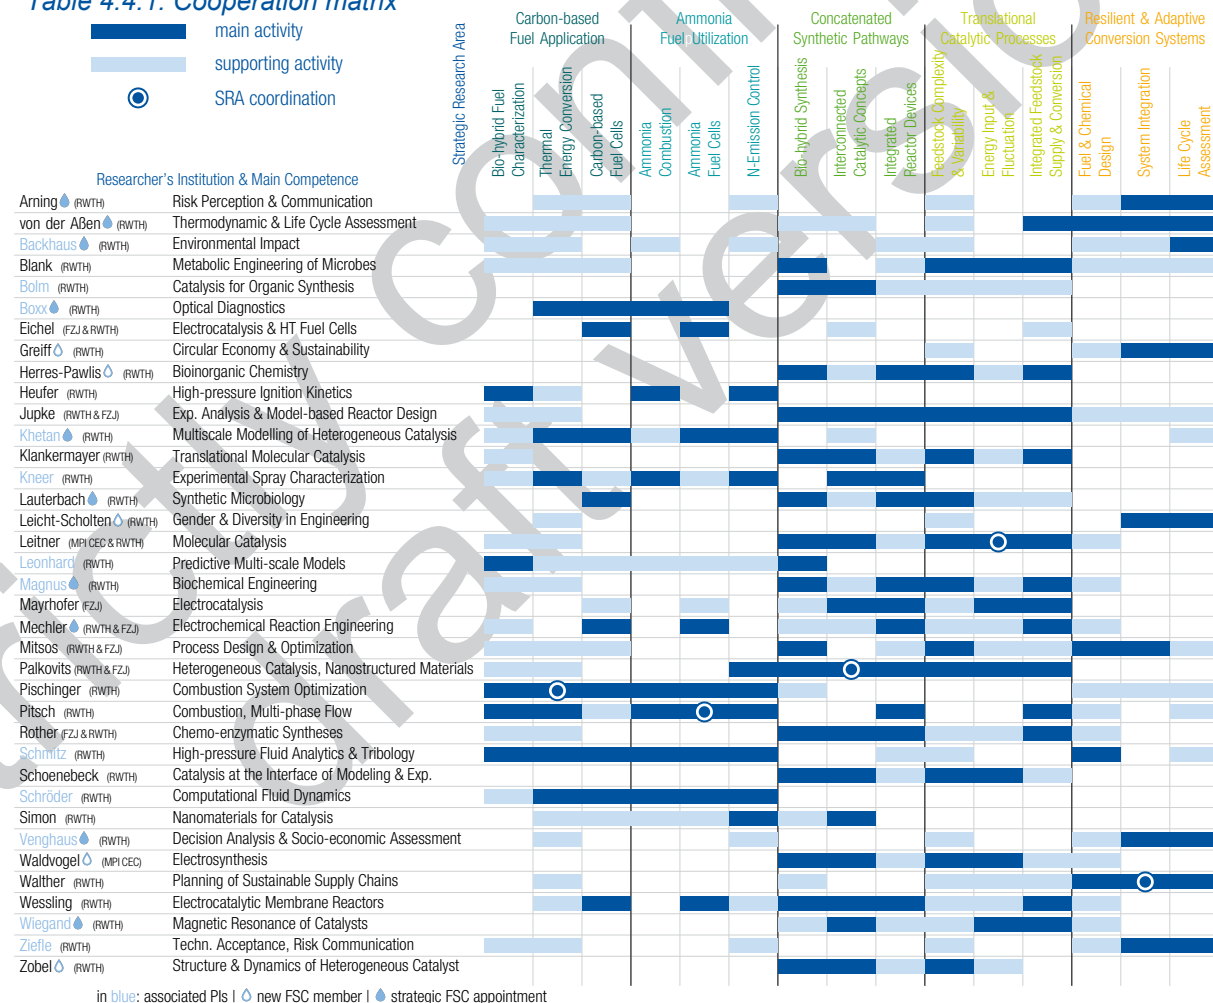 Table 4.4.1: Cooperation matrix
main activity
supporting activity
SRA coordination
Strategic Research Area
Carbon-based
Fuel Application
Ammonia
Fuel Utilization
Concatenated
Synthetic Pathways
Translational
Catalytic Processes
Resilient & Adaptive
Conversion Systems
Bio-hybrid Fuel
Characterization
Thermal
Energy Conversion
Carbon-based
Fuel Cells
Ammonia
Combustion
Ammonia
Fuel Cells
N-Emission Control
Bio-hybrid Synthesis
Interconnected
Catalytic Concepts
Integrated
Reactor Devices
Feedstock Complexity
& Variability
Energy Input &
Fluctuation
Integrated Feedstock
Supply & Conversion
Fuel & Chemical
Design
System Integration
Life Cycle
Assessment
Researcher's Institution & Main Competence
Arning (RWTH) Risk Perception & Communication
von der Aßen (RWTH) Thermodynamic & Life Cycle Assessment
Backhaus (RWTH) Environmental Impact
Blank (RWTH) Metabolic Engineering of Microbes
Bolm (RWTH) Catalysis for Organic Synthesis
Boxx (RWTH) Optical Diagnostics
Eichel (FZJ & RWTH) Electrocatalysis & HT Fuel Cells
Greiff (RWTH) Circular Economy & Sustainability
Herres-Pawlis (RWTH) Bioinorganic Chemistry
Heufer (RWTH) High-pressure Ignition Kinetics
Jupke (RWTH & FZJ) Exp. Analysis & Model-based Reactor Design
Khetan (RWTH) Multiscale Modelling of Heterogeneous Catalysis
Klankermayer (RWTH) Translational Molecular Catalysis
Kneer (RWTH) Experimental Spray Characterization
Lauterbach (RWTH) Synthetic Microbiology
Leicht-Scholten (RWTH) Gender & Diversity in Engineering
Leitner (MPI CEC & RWTH) Molecular Catalysis
Leonhard (RWTH) Predictive Multi-scale Models
Magnus (RWTH) Biochemical Engineering
Mayrhofer (FZJ) Electrocatalysis
Mechler (RWTH & FZJ) Electrochemical Reaction Engineering
Mitsos (RWTH & FZJ) Process Design & Optimization
Palkovits (RWTH & FZJ) Heterogeneous Catalysis, Nanostructured Materials
Pischinger (RWTH) Combustion System Optimization
Pitsch (RWTH) Combustion, Multi-phase Flow
Rother (FZJ & RWTH) Chemo-enzymatic Syntheses
Schmitz (RWTH) High-pressure Fluid Analytics & Tribology
Schoenebeck (RWTH) Catalysis at the Interface of Modeling & Exp.
Schröder (RWTH) Computational Fluid Dynamics
Simon (RWTH) Nanomaterials for Catalysis
Venghaus (RWTH) Decision Analysis & Socio-economic Assessment
Waldvogel (MPI CEC) Electrosynthesis
Walther (RWTH) Planning of Sustainable Supply Chains
Wessling (RWTH) Electrocatalytic Membrane Reactors
Wiegand (RWTH) Magnetic Resonance of Catalysts
Ziefle (RWTH) Techn. Acceptance, Risk Communication
Zobel (RWTH) Structure & Dynamics of Heterogeneous Catalyst
in blue: associated PIs | new FSC member | strategic FSC appointment
draft version